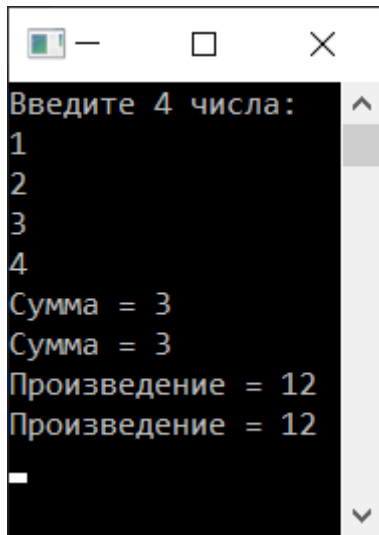 Введите 4 числа:
1
2
3
4
Сумма = 3
Сумма = 3
Произведение = 12
Произведение = 12